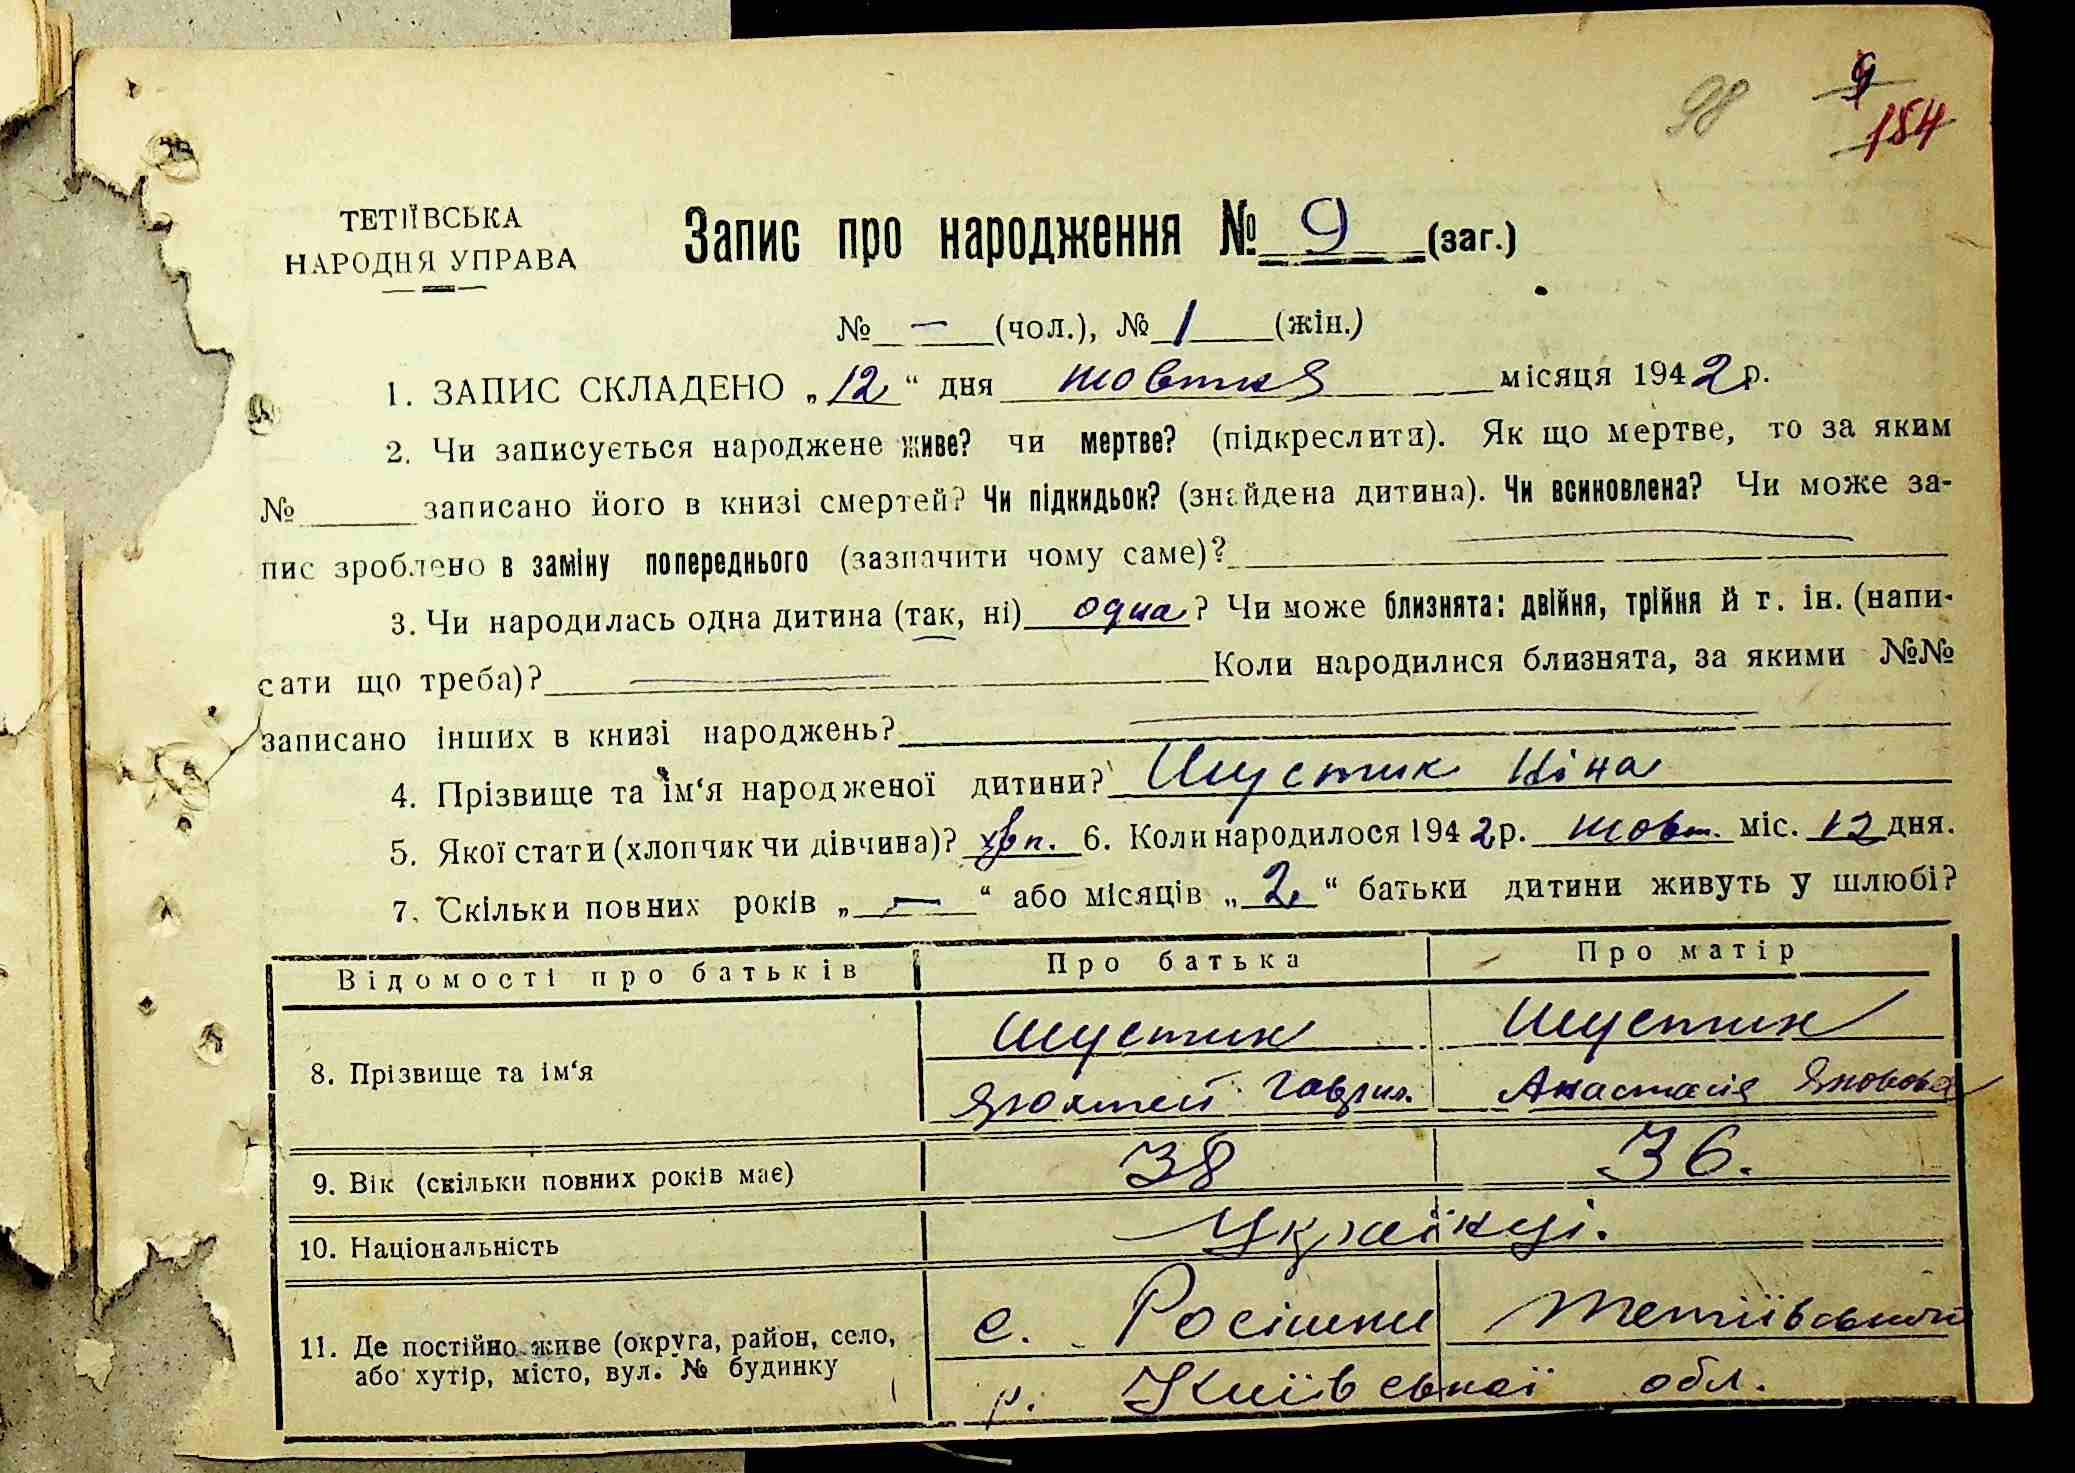 98
9
154
ТЕТІЇВСЬКА
НАРОДНЯ УПРАВА
Запис про народження № 9 (заг.)
№ — (чол.), № 1 (жін.)
1. ЗАПИС СКЛАДЕНО „12“ дня жовтня місяця 1942 р.
2. Чи записується народжене живе? чи мертве? (підкреслити). Як що мертве, то за яким
№ записано його в книзі смертей? Чи підкидьок? (знайдена дитина). Чи всиновлена? Чи може за-
пис зроблено в заміну попереднього (зазначити чому саме)?
3. Чи народилась одна дитина (так, ні) одна? Чи може близнята: двійня, трійня й т. ін. (напи-
сати що треба)? Коли народилися близнята, за якими №№
записано інших в книзі народжень?
4. Прізвище та ім‘я народженої дитини? Шустик Ніна
5. Якої стати (хлопчик чи дівчина)? 6. Коли народилося 1942 р. жовт. міс. 12 дня.
7. Скільки повних років „—“ або місяців „2“ батьки дитини живуть у шлюбі?
Відомості про батьків Про батька Про матір
8. Прізвище та ім‘я
Шустик Шустик
Гаврил. Анастасія Яковова
9. Вік (скільки повних років має) 38 36.
10. Національність Українці.
11. Де постійно живе (округа, район, село,
або хутір, місто, вул. № будинку
с. Росішки Тетіївський
р. Київської обл.